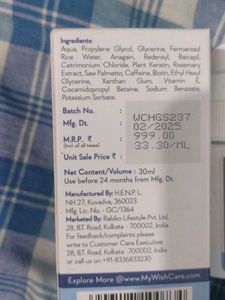 Ingredients:
Aqua, Propylene Glycol, Glycerine, Fermented
Rice Water, Anagain, Redensyl, Baicapil,
Cetrimonium Chloride, Plant Keratin, Rosemary
Extract, Saw Palmetto, Caffeine, Biotin, Ethyl Hexyl
Glycerine, Xanthan Gum, Vitamin E,
Cocamidopropyl Betaine, Sodium Benzoate,
Potassium Sorbate.
Batch No. WCHGS237
Mfg. Dt. 02/2025
M.R.P. ₹ 999.00
(Incl. of all taxes)
Unit Sale Price ₹ : 33.30/ML
Net Content/Volume : 30ml
Use before 24 months from Mfg. Dt.
Manufactured By: H.E.N.P. L.
NH 27, Kuvadva, 360023
Mfg. Lic. No. - GC/1364
Marketed By: Rabiko Lifestyle Pvt. Ltd.
28, B.T. Road, Kolkata - 700002, India
For feedback/complaints please
write to Customer Care Executive
28, B.T. Road, Kolkata - 700002, India
or call us on +91-8336833230
Explore More @www.MyWishCare.com